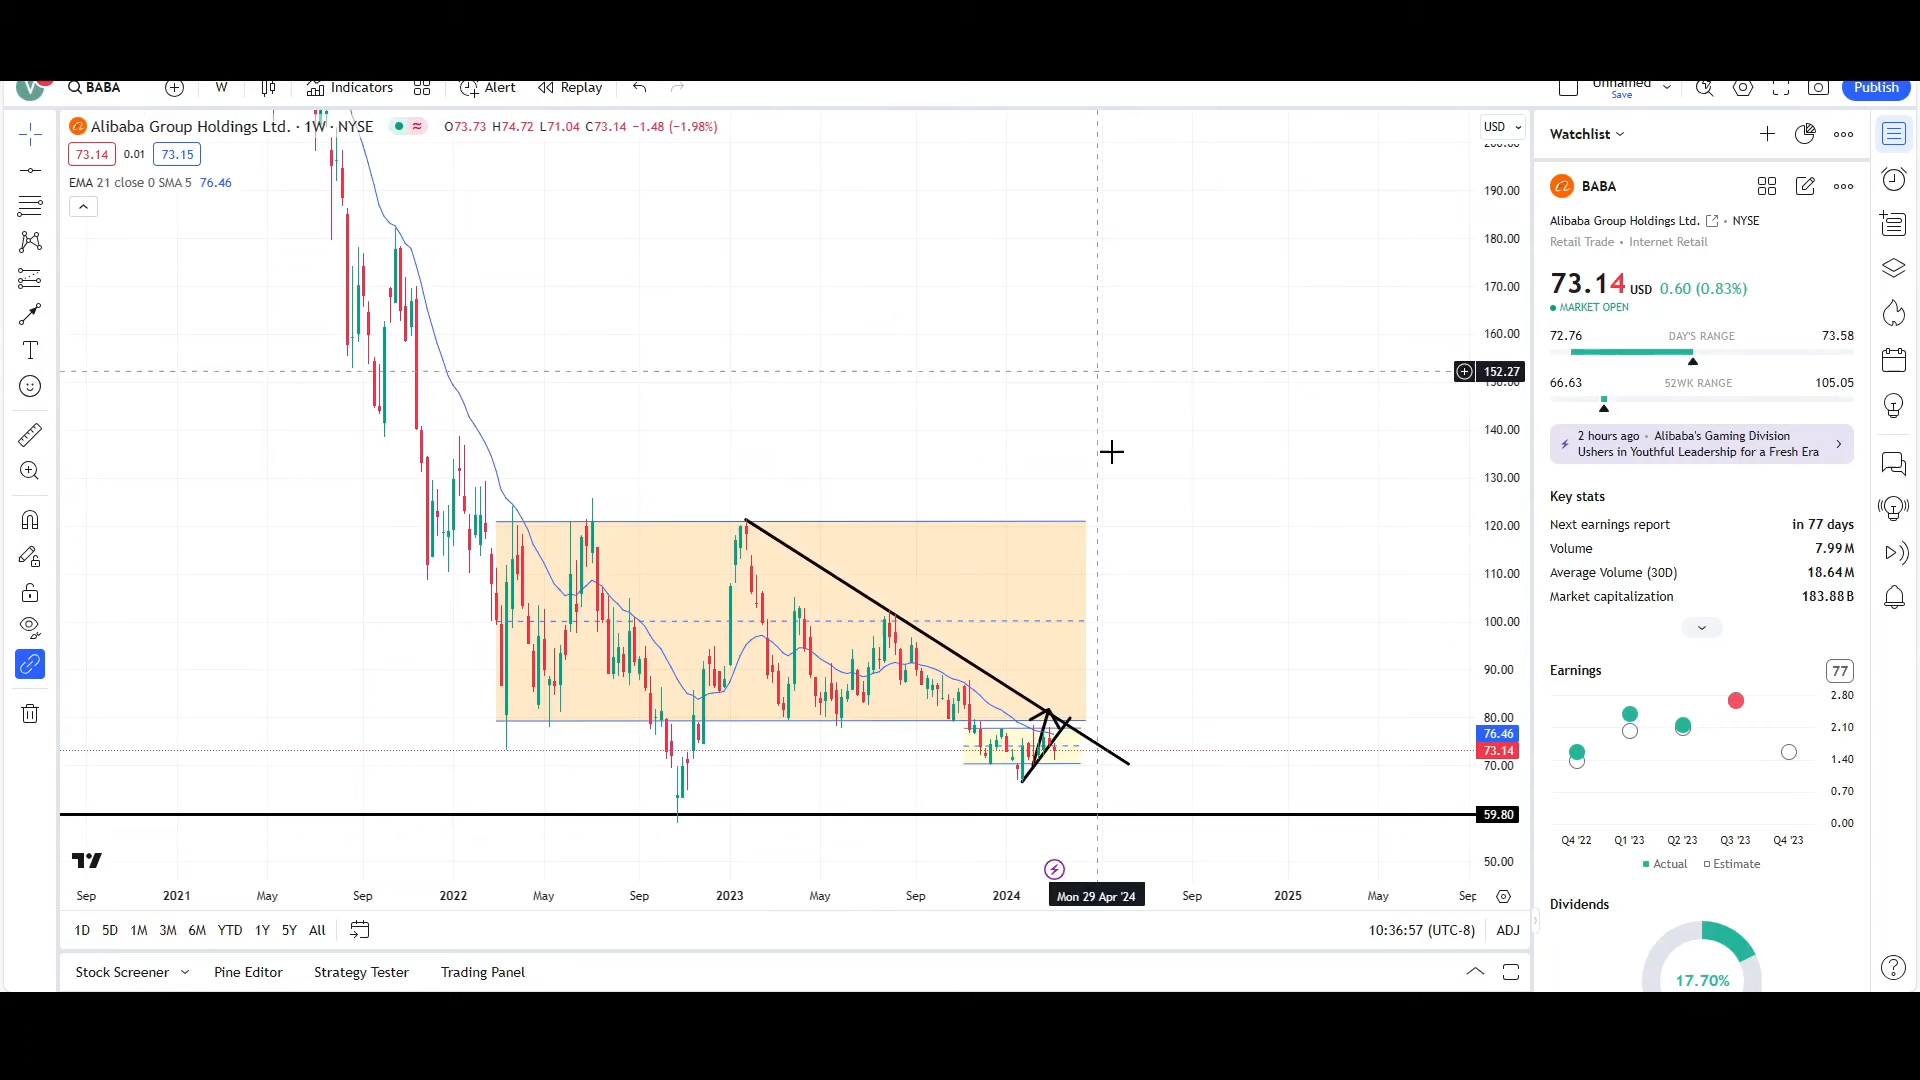 V BABA W Indicators Alert Replay Unnamed Save Publish
Alibaba Group Holdings Ltd. · 1W · NYSE O73.73 H74.72 L71.04 C73.14 −1.48 (−1.98%)
73.14 0.01 73.15
EMA 21 close 0 SMA 5 76.46
USD
200.00
190.00
180.00
170.00
160.00
152.27
150.00
140.00
130.00
120.00
110.00
100.00
90.00
80.00
76.46
73.14
70.00
59.80
50.00
Sep 2021 May Sep 2022 May Sep 2023 May Sep 2024 Mon 29 Apr '24 Sep 2025 May Sep
1D 5D 1M 3M 6M YTD 1Y 5Y All 10:36:57 (UTC-8) ADJ
Stock Screener Pine Editor Strategy Tester Trading Panel
Watchlist
BABA
Alibaba Group Holdings Ltd. • NYSE
Retail Trade • Internet Retail
73.14 USD 0.60 (0.83%)
MARKET OPEN
72.76 DAY'S RANGE 73.58
66.63 52WK RANGE 105.05
2 hours ago • Alibaba's Gaming Division
Ushers in Youthful Leadership for a Fresh Era
Key stats
Next earnings report in 77 days
Volume 7.99M
Average Volume (30D) 18.64M
Market capitalization 183.88B
Earnings 77
2.80
2.10
1.40
0.70
0.00
Q4 '22 Q1 '23 Q2 '23 Q3 '23 Q4 '23
Actual Estimate
Dividends
17.70%